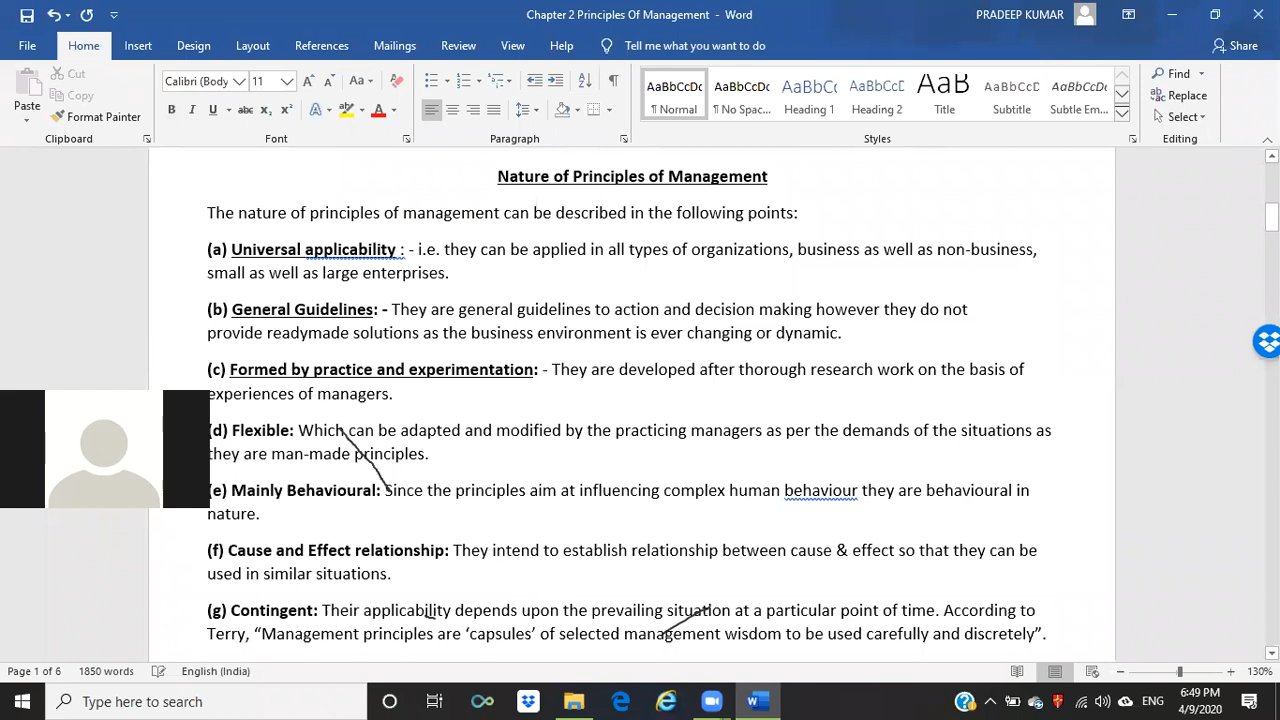 Chapter 2 Principles Of Management - Word
PRADEEP KUMAR
File Home Insert Design Layout References Mailings Review View Help Tell me what you want to do Share
Paste
Cut
Copy
Format Painter
Clipboard
Calibri (Body 11
Font
Paragraph
AaBbCcDc AaBbCcDc AaBbCc AaBbCcC AaB AaBbCcC AaBbCcDc
¶ Normal ¶ No Spac... Heading 1 Heading 2 Title Subtitle Subtle Em...
Styles
Find
Replace
Select
Editing
Nature of Principles of Management
The nature of principles of management can be described in the following points:
(a) Universal applicability : - i.e. they can be applied in all types of organizations, business as well as non-business,
small as well as large enterprises.
(b) General Guidelines: - They are general guidelines to action and decision making however they do not
provide readymade solutions as the business environment is ever changing or dynamic.
(c) Formed by practice and experimentation: - They are developed after thorough research work on the basis of
experiences of managers.
(d) Flexible: Which can be adapted and modified by the practicing managers as per the demands of the situations as
they are man-made principles.
(e) Mainly Behavioural: Since the principles aim at influencing complex human behaviour they are behavioural in
nature.
(f) Cause and Effect relationship: They intend to establish relationship between cause & effect so that they can be
used in similar situations.
(g) Contingent: Their applicability depends upon the prevailing situation at a particular point of time. According to
Terry, “Management principles are ‘capsules’ of selected management wisdom to be used carefully and discretely”.
Page 1 of 6 1850 words English (India) 130%
Type here to search
ENG
6:49 PM
4/9/2020